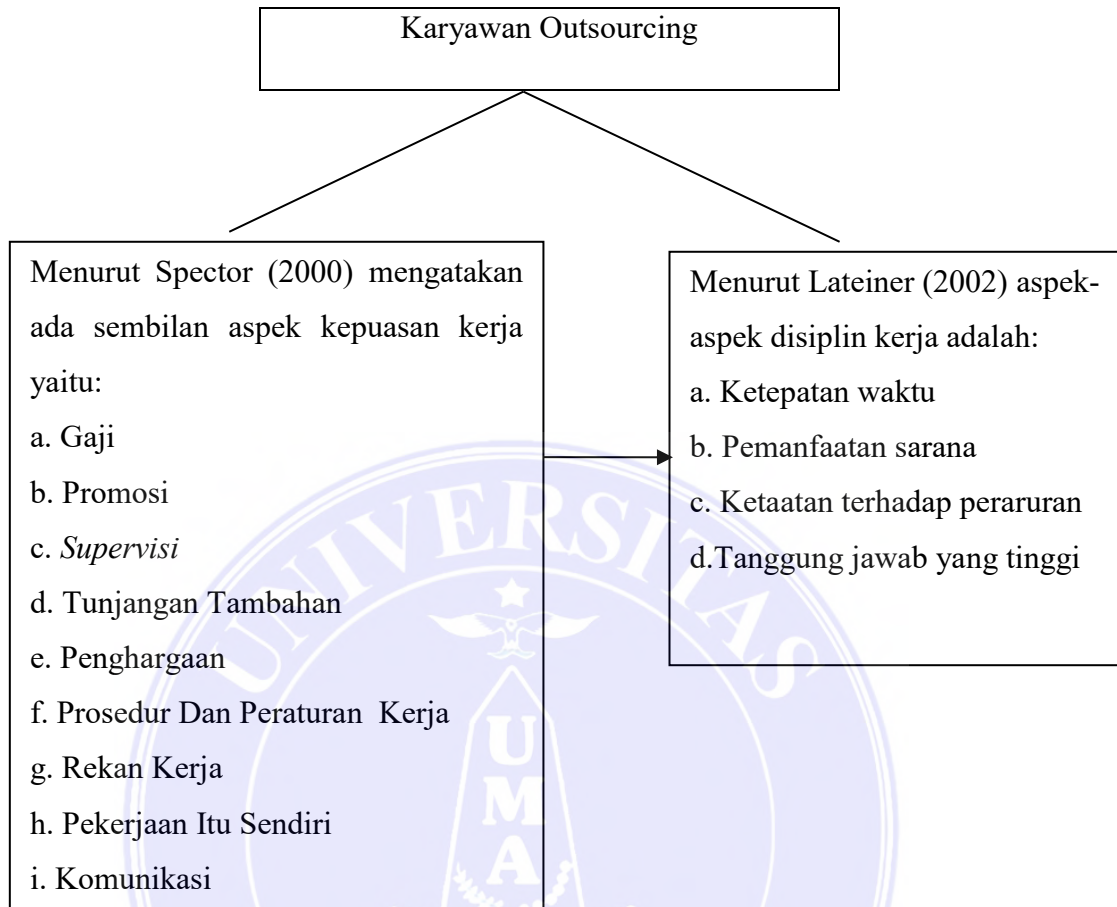 Karyawan Outsourcing
Menurut Spector (2000) mengatakan
ada sembilan aspek kepuasan kerja
yaitu:
a. Gaji
b. Promosi
c. Supervisi
d. Tunjangan Tambahan
e. Penghargaan
f. Prosedur Dan Peraturan Kerja
g. Rekan Kerja
h. Pekerjaan Itu Sendiri
i. Komunikasi
Menurut Lateiner (2002) aspek-
aspek disiplin kerja adalah:
a. Ketepatan waktu
b. Pemanfaatan sarana
c. Ketaatan terhadap peraruran
d.Tanggung jawab yang tinggi
UNIVERSITAS
UMA